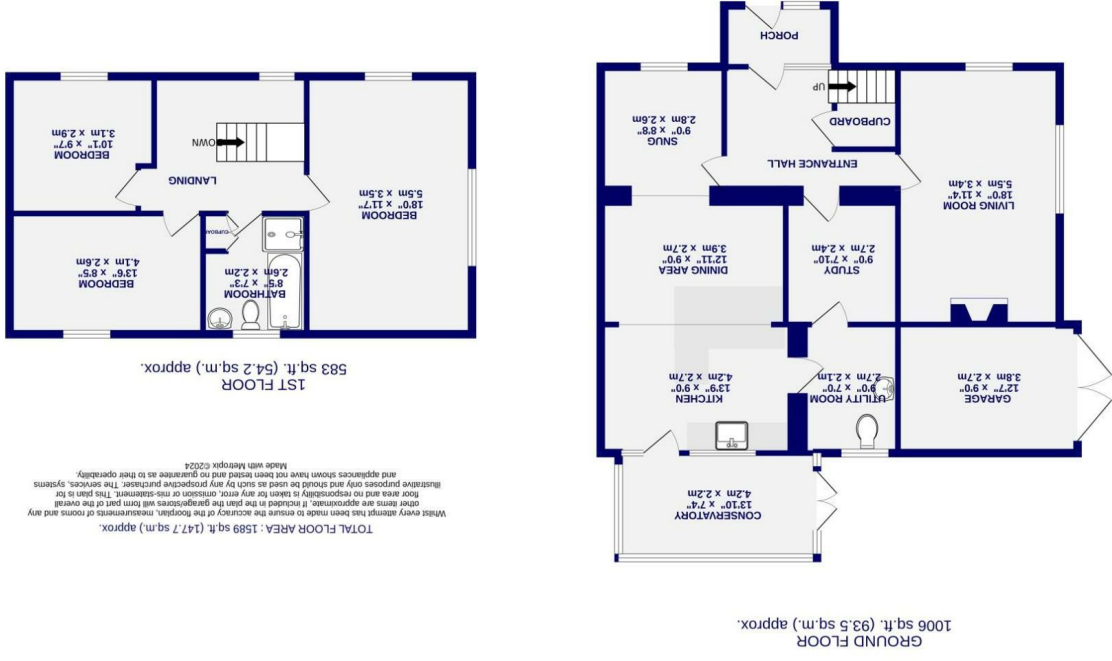 GROUND FLOOR
1006 sq.ft. (93.5 sq.m.) approx.
CONSERVATORY
13'10" x 7'4"
4.2m x 2.2m
GARAGE
12'7" x 9'0"
3.8m x 2.7m
UTILITY ROOM
9'0" x 7'0"
2.7m x 2.1m
KITCHEN
13'9" x 9'0"
4.2m x 2.7m
LIVING ROOM
18'0" x 11'4"
5.5m x 3.4m
STUDY
9'0" x 7'10"
2.7m x 2.4m
DINING AREA
12'11" x 9'0"
3.9m x 2.7m
ENTRANCE HALL
CUPBOARD
SNUG
9'0" x 8'8"
2.8m x 2.6m
UP
PORCH
TOTAL FLOOR AREA : 1589 sq.ft. (147.7 sq.m.) approx.
Whilst every attempt has been made to ensure the accuracy of the floorplan, measurements of rooms and any
other items are approximate. If included in the plan the garage/stores will form part of the overall
floor area and no responsibility is taken for any error, omission or mis-statement. This plan is for
illustrative purposes only and should be used as such by any prospective purchaser. The services, systems
and appliances shown have not been tested and no guarantee as to their operability.
Made with Metropix ©2024
1ST FLOOR
583 sq.ft. (54.2 sq.m.) approx.
BATHROOM
8'5" x 7'3"
2.6m x 2.2m
BEDROOM
13'6" x 8'5"
4.1m x 2.6m
CUPBOARD
BEDROOM
18'0" x 11'7"
5.5m x 3.5m
LANDING
OWN
BEDROOM
10'1" x 9'7"
3.1m x 2.9m